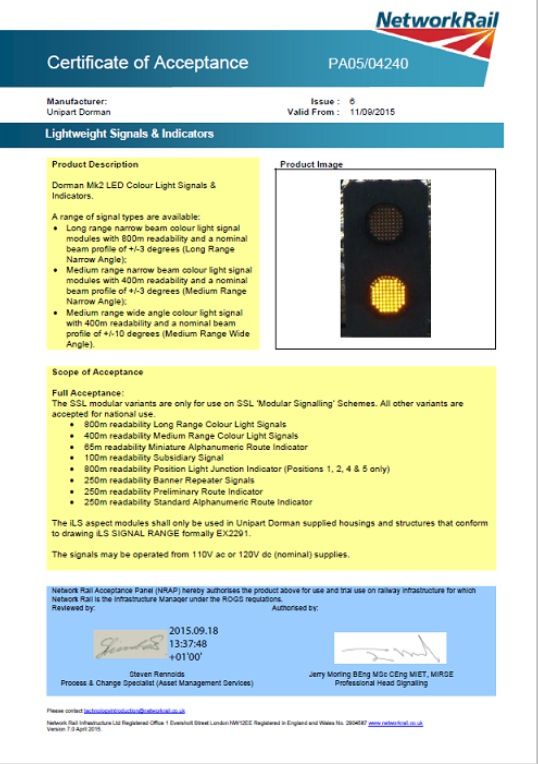 NetworkRail
Certificate of Acceptance
PA05/04240
Manufacturer:
Unipart Dorman
Issue : 6
Valid From : 11/09/2015
Lightweight Signals & Indicators
Product Description
Dorman Mk2 LED Colour Light Signals &
Indicators.
A range of signal types are available:
• Long range narrow beam colour light signal
modules with 800m readability and a nominal
beam profile of +/-3 degrees (Long Range
Narrow Angle);
• Medium range narrow beam colour light signal
modules with 400m readability and a nominal
beam profile of +/-3 degrees (Medium Range
Narrow Angle);
• Medium range wide angle colour light signal
with 400m readability and a nominal beam
profile of +/-10 degrees (Medium Range Wide
Angle).
Product Image
Scope of Acceptance
Full Acceptance:
The SSL modular variants are only for use on SSL 'Modular Signalling' Schemes. All other variants are
accepted for national use.
• 800m readability Long Range Colour Light Signals
• 400m readability Medium Range Colour Light Signals
• 65m readability Miniature Alphanumeric Route Indicator
• 100m readability Subsidiary Signal
• 800m readability Position Light Junction Indicator (Positions 1, 2, 4 & 5 only)
• 250m readability Banner Repeater Signals
• 250m readability Preliminary Route Indicator
• 250m readability Standard Alphanumeric Route Indicator
The iLS aspect modules shall only be used in Unipart Dorman supplied housings and structures that conform
to drawing iLS SIGNAL RANGE formally EX2291.
The signals may be operated from 110V ac or 120V dc (nominal) supplies.
Network Rail Acceptance Panel (NRAP) hereby authorises the product above for use and trial use on railway infrastructure for which
Network Rail is the Infrastructure Manager under the ROGS regulations.
Reviewed by:
Authorised by:
2015.09.18
13:37:48
+01'00'
Steven Rennolds
Process & Change Specialist (Asset Management Services)
Jerry Morling BEng MSc CEng MIET, MIRSE
Professional Head Signalling
Please contact technologyintroduction@networkrail.co.uk
Network Rail Infrastructure Ltd Registered Office 1 Eversholt Street London NW12EE Registered in England and Wales No. 2904587 www.networkrail.co.uk
Version 7.0 April 2015